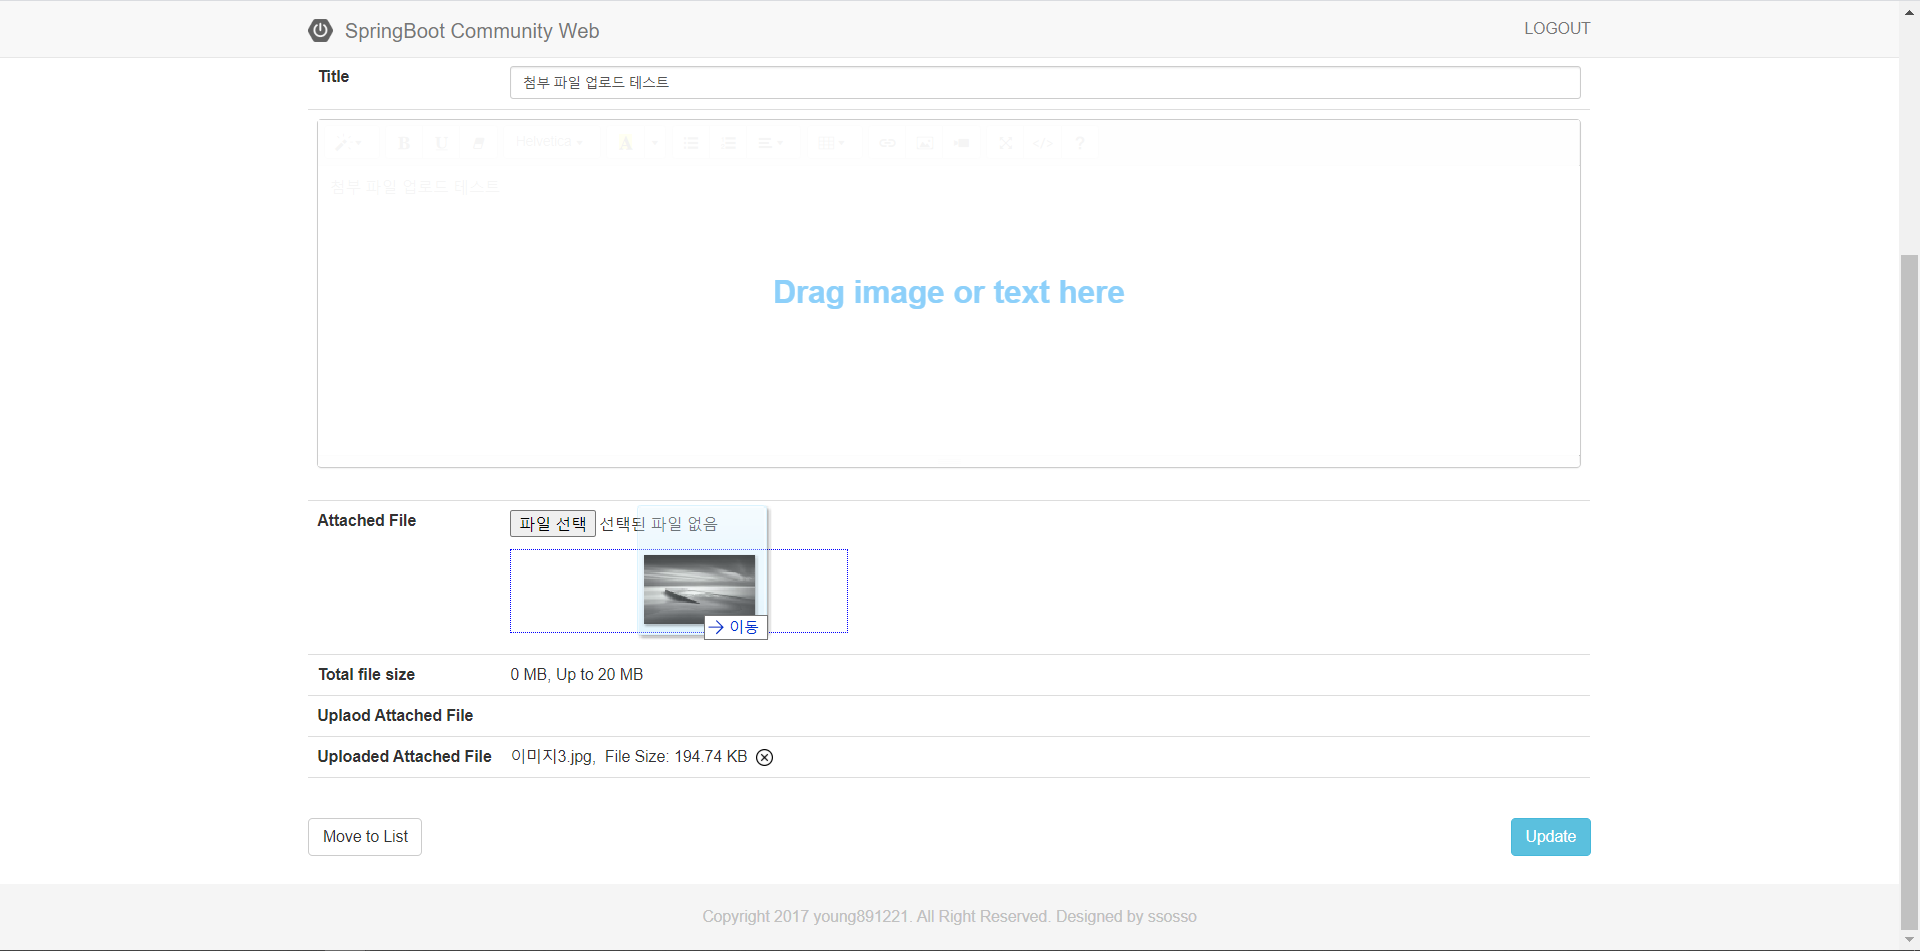 SpringBoot Community Web
LOGOUT
Title
첨부 파일 업로드 테스트
B U Helvetica A </> ?
첨부 파일 업로드 테스트
Drag image or text here
Attached File
파일 선택 선택된 파일 없음
이동
Total file size
0 MB, Up to 20 MB
Uplaod Attached File
Uploaded Attached File
이미지3.jpg, File Size: 194.74 KB
Move to List
Update
Copyright 2017 young891221. All Right Reserved. Designed by ssosso